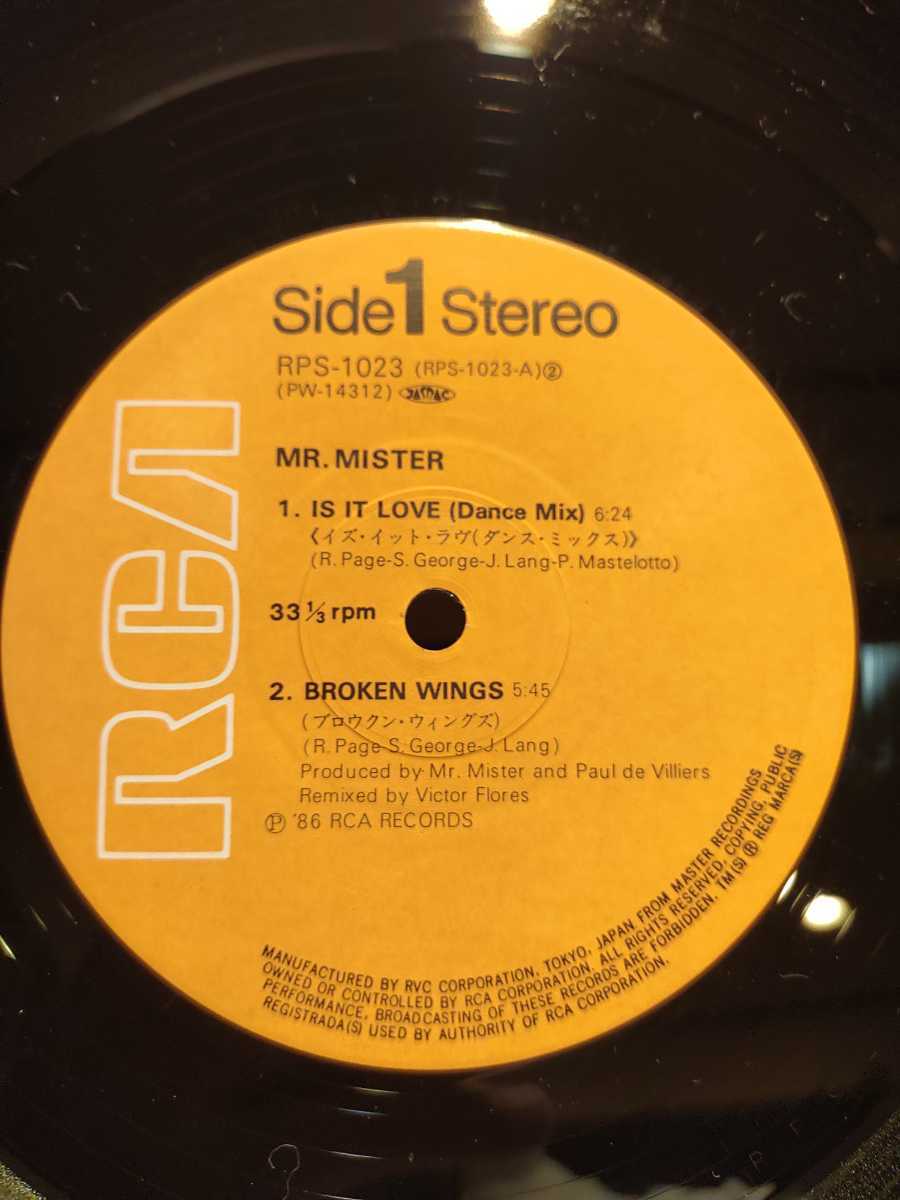 RCA
Side 1 Stereo
RPS-1023 (RPS-1023-A)②
(PW-14312) JASRAC
MR. MISTER
1. IS IT LOVE (Dance Mix) 6:24
《イズ・イット・ラヴ(ダンス・ミックス)》
(R. Page-S. George-J. Lang-P. Mastelotto)
33 1/3 rpm
2. BROKEN WINGS 5:45
(ブロウクン・ウィングズ)
(R. Page-S. George-J. Lang)
Produced by Mr. Mister and Paul de Villiers
Remixed by Victor Flores
Ⓟ '86 RCA RECORDS
MANUFACTURED BY RVC CORPORATION, TOKYO, JAPAN FROM MASTER RECORDINGS
OWNED OR CONTROLLED BY RCA CORPORATION. ALL RIGHTS RESERVED, COPYING, PUBLIC
PERFORMANCE, BROADCASTING OF THESE RECORDS ARE FORBIDDEN. TM(S) ® REG MARCA(S)
REGISTRADA(S) USED BY AUTHORITY OF RCA CORPORATION.